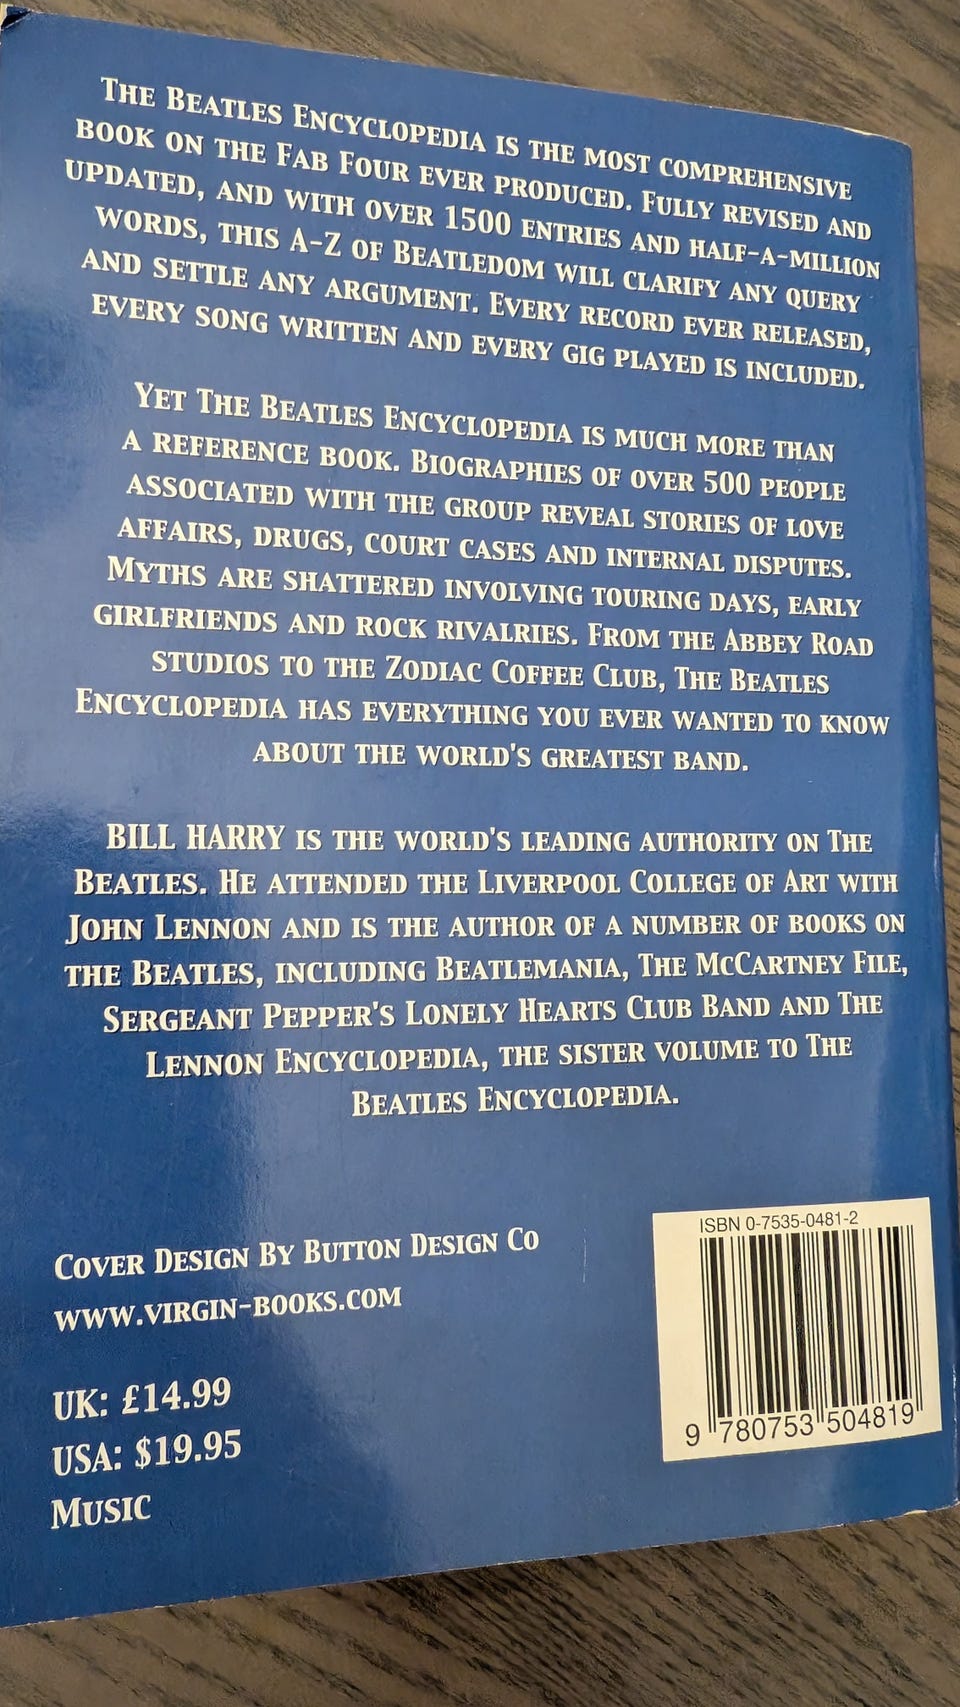 The Beatles Encyclopedia is the most comprehensive
book on the Fab Four ever produced. Fully revised and
updated, and with over 1500 entries and half-a-million
words, this A-Z of Beatledom will clarify any query
and settle any argument. Every record ever released,
every song written and every gig played is included.
Yet The Beatles Encyclopedia is much more than
a reference book. Biographies of over 500 people
associated with the group reveal stories of love
affairs, drugs, court cases and internal disputes.
Myths are shattered involving touring days, early
girlfriends and rock rivalries. From the Abbey Road
studios to the Zodiac Coffee Club, The Beatles
Encyclopedia has everything you ever wanted to know
about the world's greatest band.
BILL HARRY is the world's leading authority on The
Beatles. He attended the Liverpool College of Art with
John Lennon and is the author of a number of books on
the Beatles, including Beatlemania, The McCartney File,
Sergeant Pepper's Lonely Hearts Club Band and The
Lennon Encyclopedia, the sister volume to The
Beatles Encyclopedia.
Cover Design By Button Design Co
www.virgin-books.com
UK: £14.99
USA: $19.95
Music
ISBN 0-7535-0481-2
9 780753 504819